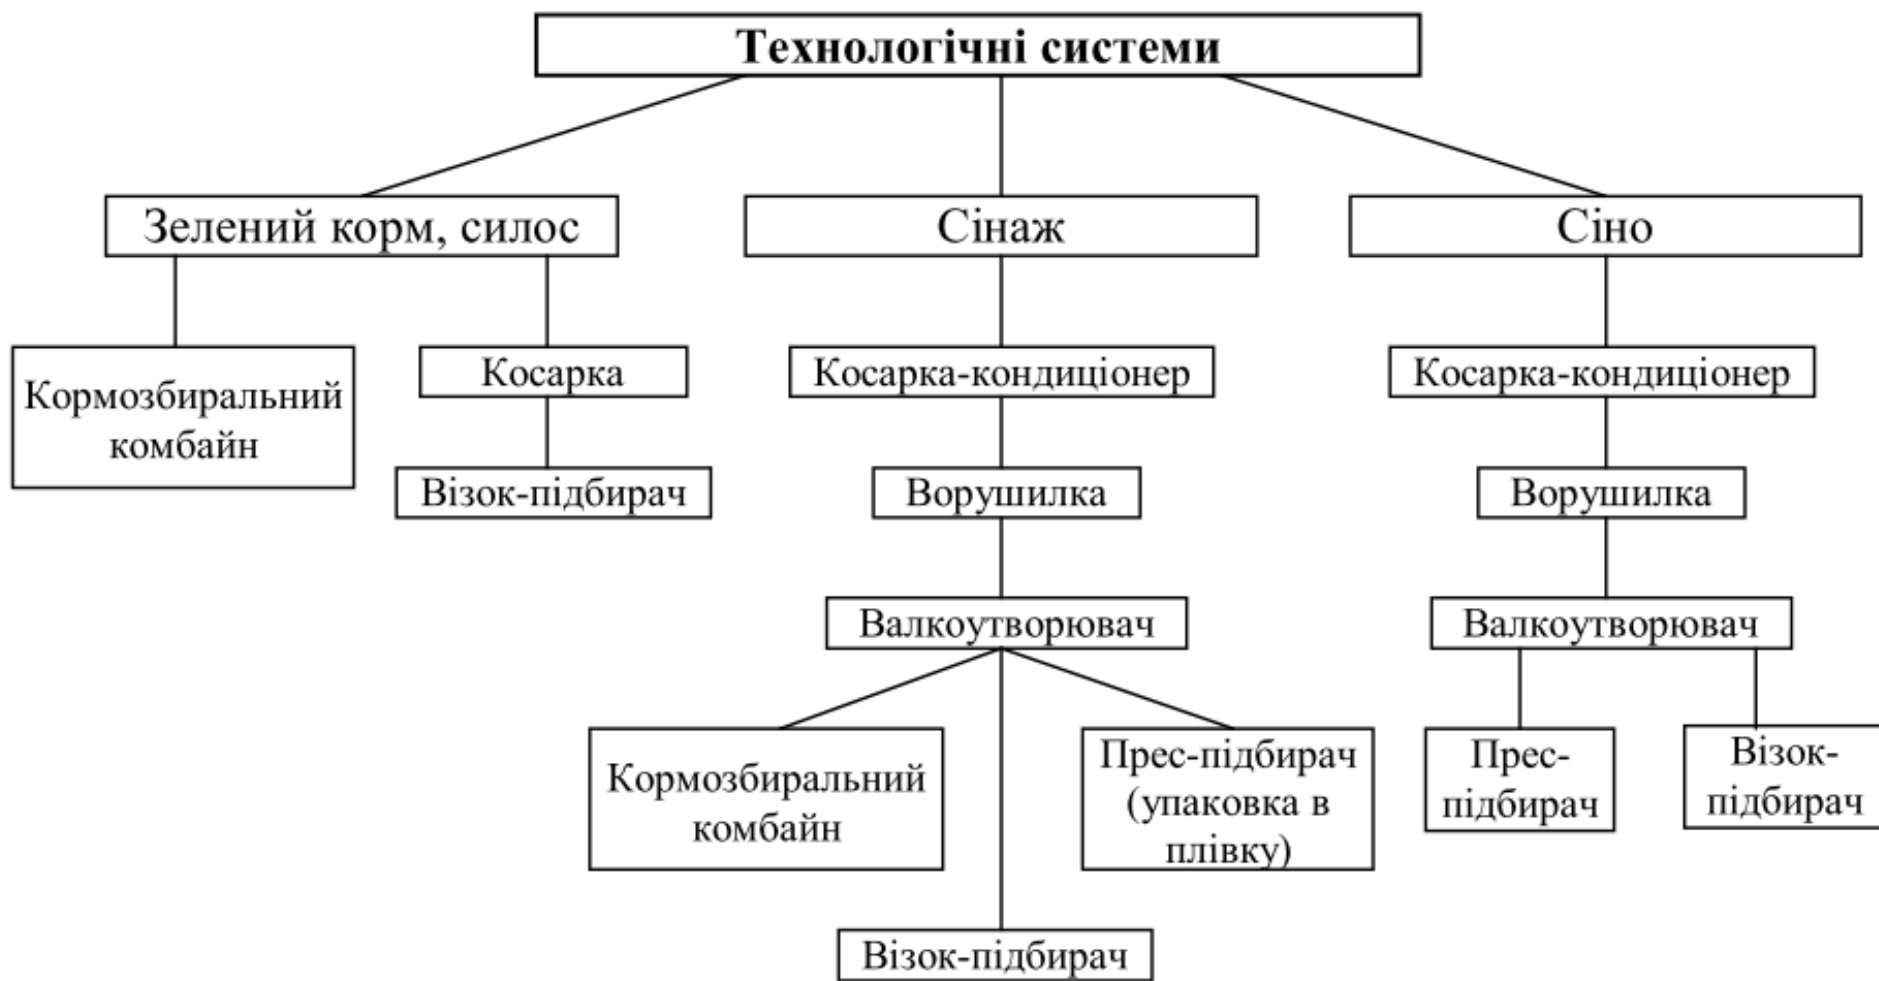 Технологічні системи
Зелений корм, силос
Сінаж
Сіно
Кормозбиральний
комбайн
Косарка
Косарка-кондиціонер
Косарка-кондиціонер
Візок-підбирач
Ворушилка
Ворушилка
Валкоутворювач
Валкоутворювач
Кормозбиральний
комбайн
Прес-підбирач
(упаковка в
плівку)
Прес-
підбирач
Візок-
підбирач
Візок-підбирач